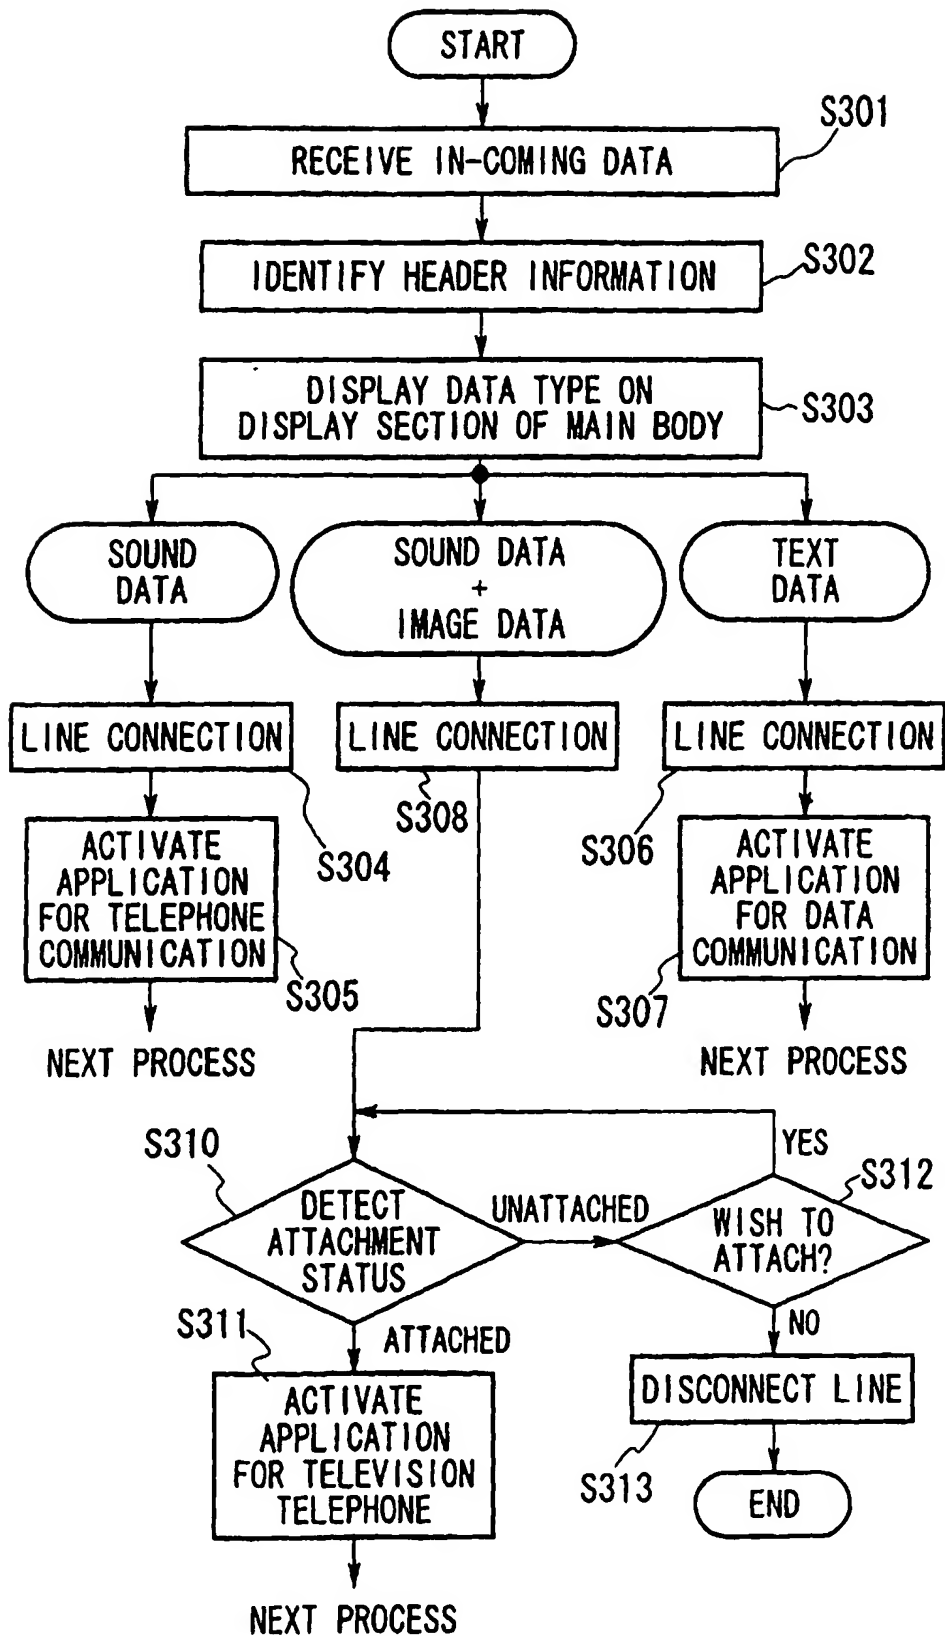 START
S301
RECEIVE IN-COMING DATA
S302
IDENTIFY HEADER INFORMATION
DISPLAY DATA TYPE ON
DISPLAY SECTION OF MAIN BODY
S303
SOUND
DATA
SOUND DATA
+
IMAGE DATA
TEXT
DATA
LINE CONNECTION
LINE CONNECTION
LINE CONNECTION
S304
S308
S306
ACTIVATE
APPLICATION
FOR TELEPHONE
COMMUNICATION
S305
ACTIVATE
APPLICATION
FOR DATA
COMMUNICATION
S307
NEXT PROCESS
NEXT PROCESS
S310
DETECT
ATTACHMENT
STATUS
UNATTACHED
YES
S312
WISH TO
ATTACH?
S311
ATTACHED
NO
ACTIVATE
APPLICATION
FOR TELEVISION
TELEPHONE
DISCONNECT LINE
S313
END
NEXT PROCESS